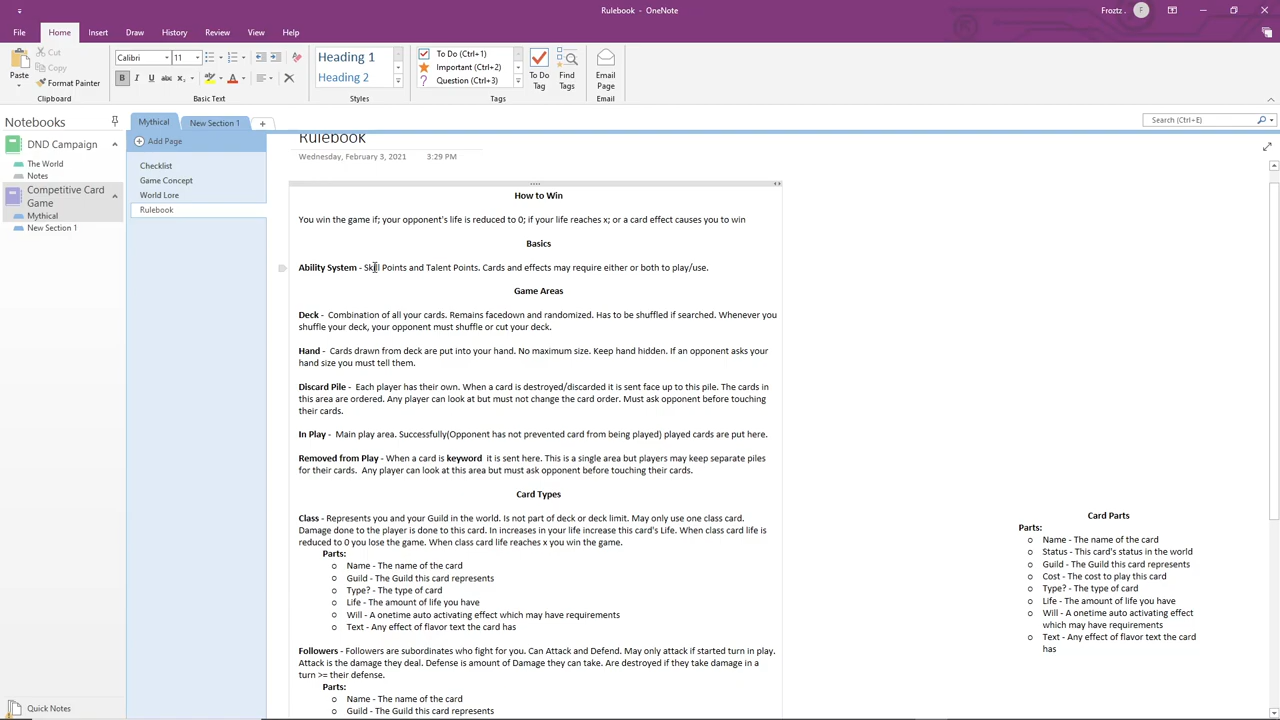 Rulebook - OneNote
Froztz . F
File Home Insert Draw History Review View Help
Paste
Cut
Copy
Format Painter
Clipboard
Calibri 11
B I U abc X₂ A
Basic Text
Heading 1
Heading 2
Styles
To Do (Ctrl+1)
Important (Ctrl+2)
? Question (Ctrl+3)
To Do Tag
Find Tags
Tags
Email Page
Email
Notebooks
Mythical New Section 1 +
Search (Ctrl+E)
DND Campaign
The World
Notes
Competitive Card Game
Mythical
New Section 1
Quick Notes
Add Page
Checklist
Game Concept
World Lore
Rulebook
Rulebook
Wednesday, February 3, 2021 3:29 PM
How to Win
You win the game if; your opponent's life is reduced to 0; if your life reaches x; or a card effect causes you to win
Basics
Ability System - Skill Points and Talent Points. Cards and effects may require either or both to play/use.
Game Areas
Deck - Combination of all your cards. Remains facedown and randomized. Has to be shuffled if searched. Whenever you
shuffle your deck, your opponent must shuffle or cut your deck.
Hand - Cards drawn from deck are put into your hand. No maximum size. Keep hand hidden. If an opponent asks your
hand size you must tell them.
Discard Pile - Each player has their own. When a card is destroyed/discarded it is sent face up to this pile. The cards in
this area are ordered. Any player can look at but must not change the card order. Must ask opponent before touching
their cards.
In Play - Main play area. Successfully(Opponent has not prevented card from being played) played cards are put here.
Removed from Play - When a card is keyword it is sent here. This is a single area but players may keep separate piles
for their cards. Any player can look at this area but must ask opponent before touching their cards.
Card Types
Class - Represents you and your Guild in the world. Is not part of deck or deck limit. May only use one class card.
Damage done to the player is done to this card. In increases in your life increase this card's Life. When class card life is
reduced to 0 you lose the game. When class card life reaches x you win the game.
Parts:
o Name - The name of the card
o Guild - The Guild this card represents
o Type? - The type of card
o Life - The amount of life you have
o Will - A onetime auto activating effect which may have requirements
o Text - Any effect of flavor text the card has
Followers - Followers are subordinates who fight for you. Can Attack and Defend. May only attack if started turn in play.
Attack is the damage they deal. Defense is amount of Damage they can take. Are destroyed if they take damage in a
turn >= their defense.
Parts:
o Name - The name of the card
o Guild - The Guild this card represents
Card Parts
Parts:
o Name - The name of the card
o Status - This card's status in the world
o Guild - The Guild this card represents
o Cost - The cost to play this card
o Type? - The type of card
o Life - The amount of life you have
o Will - A onetime auto activating effect
which may have requirements
o Text - Any effect of flavor text the card
has